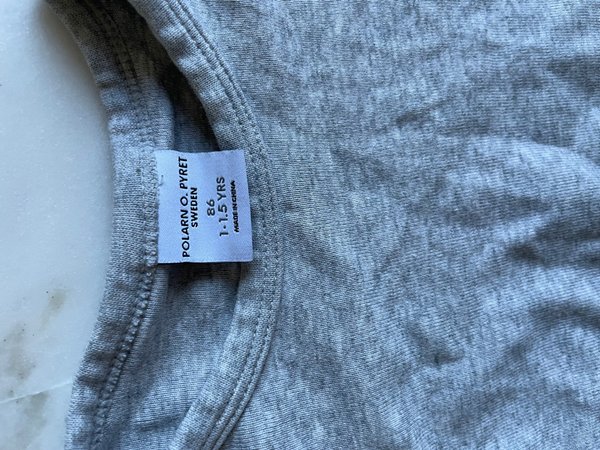 POLARN O. PYRET
SWEDEN
86
1-1.5 YRS
MADE IN CHINA